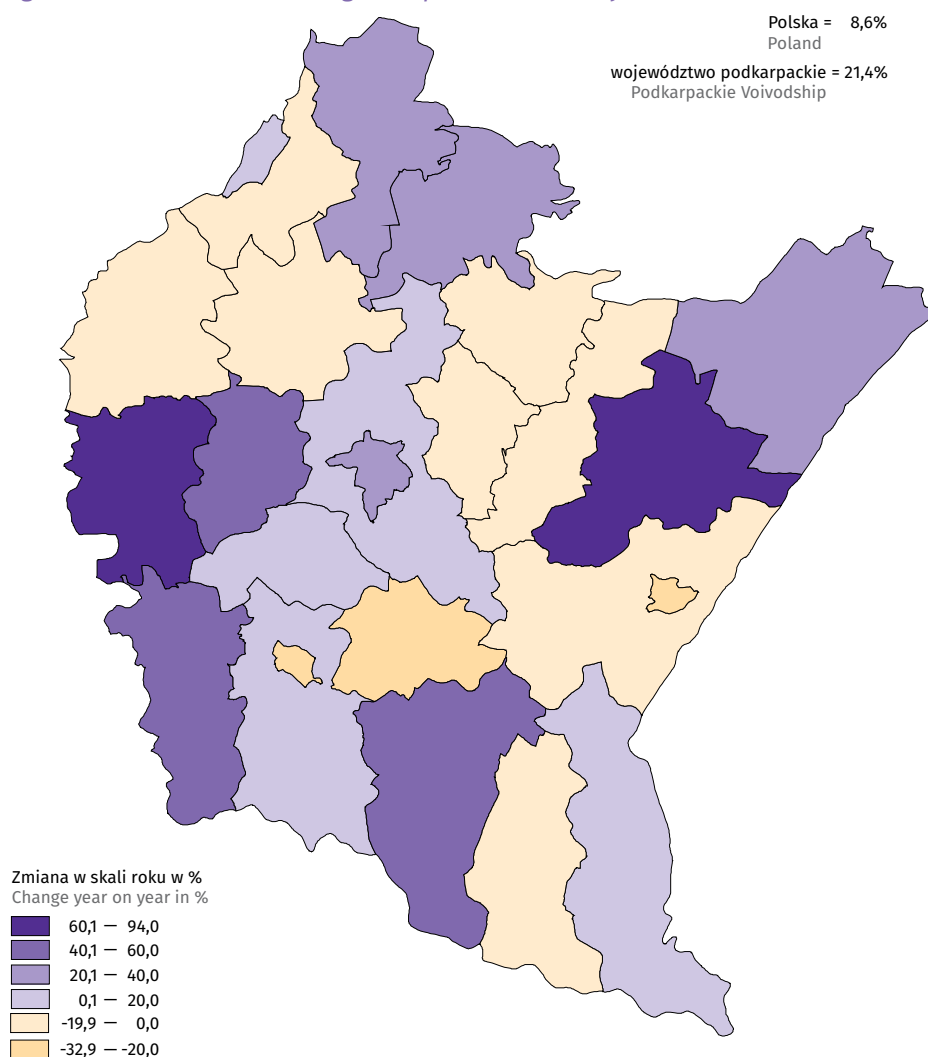 Polska = 8,6%
Poland
województwo podkarpackie = 21,4%
Podkarpackie Voivodship
Zmiana w skali roku w %
Change year on year in %
60,1 — 94,0
40,1 — 60,0
20,1 — 40,0
0,1 — 20,0
-19,9 — 0,0
-32,9 — -20,0